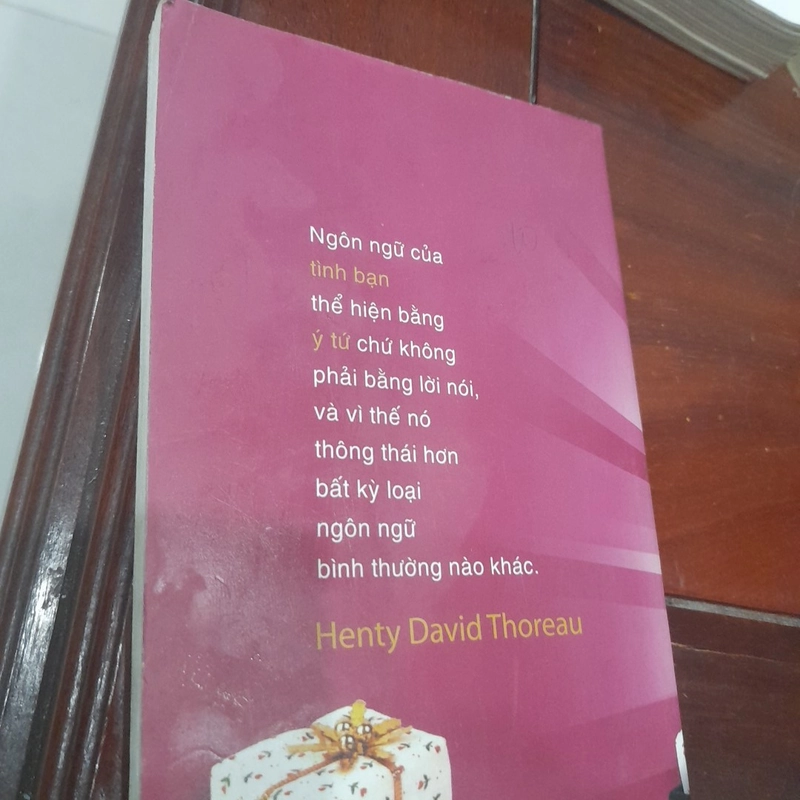 Ngôn ngữ của
tình bạn
thể hiện bằng
ý tứ chứ không
phải bằng lời nói,
và vì thế nó
thông thái hơn
bất kỳ loại
ngôn ngữ
bình thường nào khác.
Henty David Thoreau